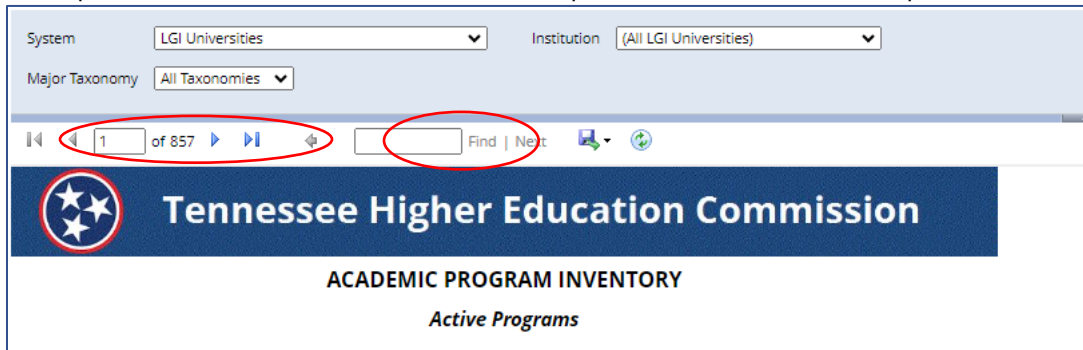 System LGI Universities Institution (All LGI Universities)
Major Taxonomy All Taxonomies
1 of 857 Find | Next
Tennessee Higher Education Commission
ACADEMIC PROGRAM INVENTORY
Active Programs